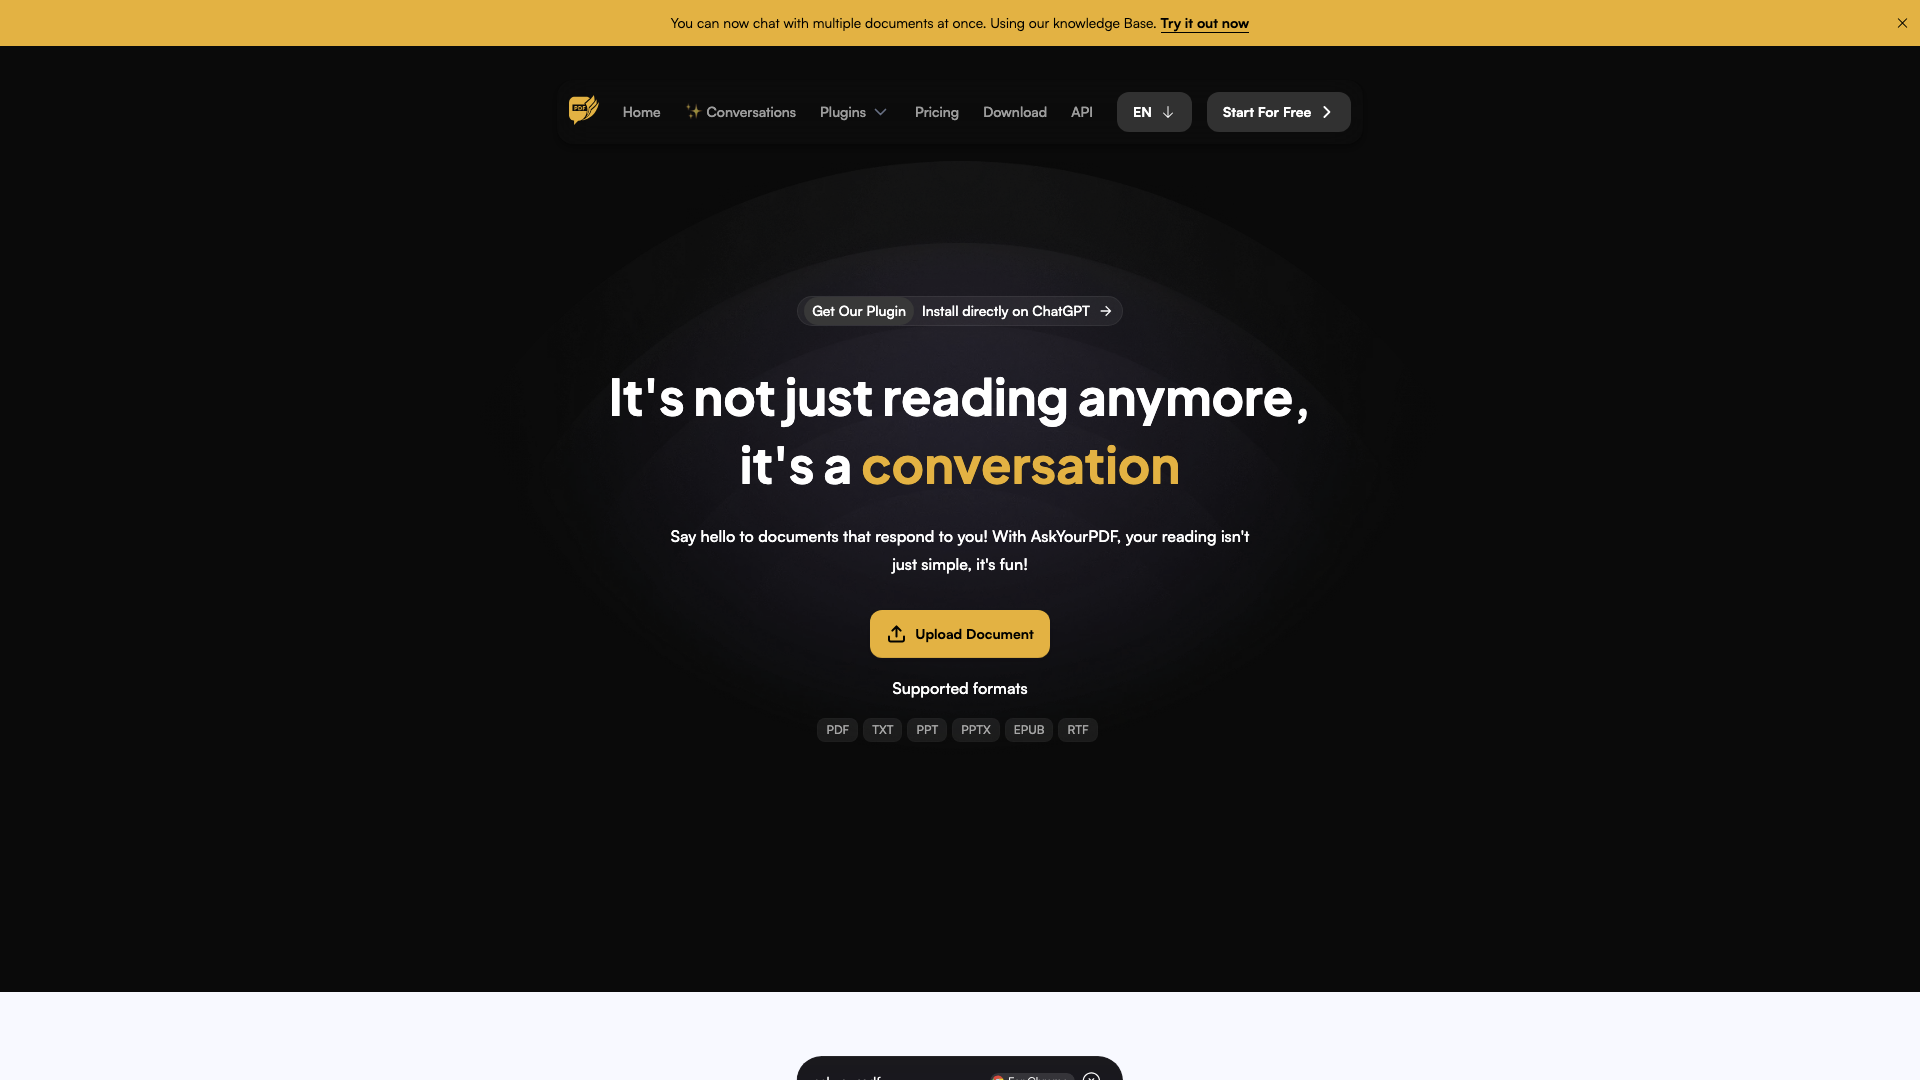 You can now chat with multiple documents at once. Using our knowledge Base. Try it out now
PDF
Home
Conversations
Plugins
Pricing
Download
API
EN
Start For Free
Get Our Plugin Install directly on ChatGPT
It's not just reading anymore,
it's a conversation
Say hello to documents that respond to you! With AskYourPDF, your reading isn't
just simple, it's fun!
Upload Document
Supported formats
PDF TXT PPT PPTX EPUB RTF